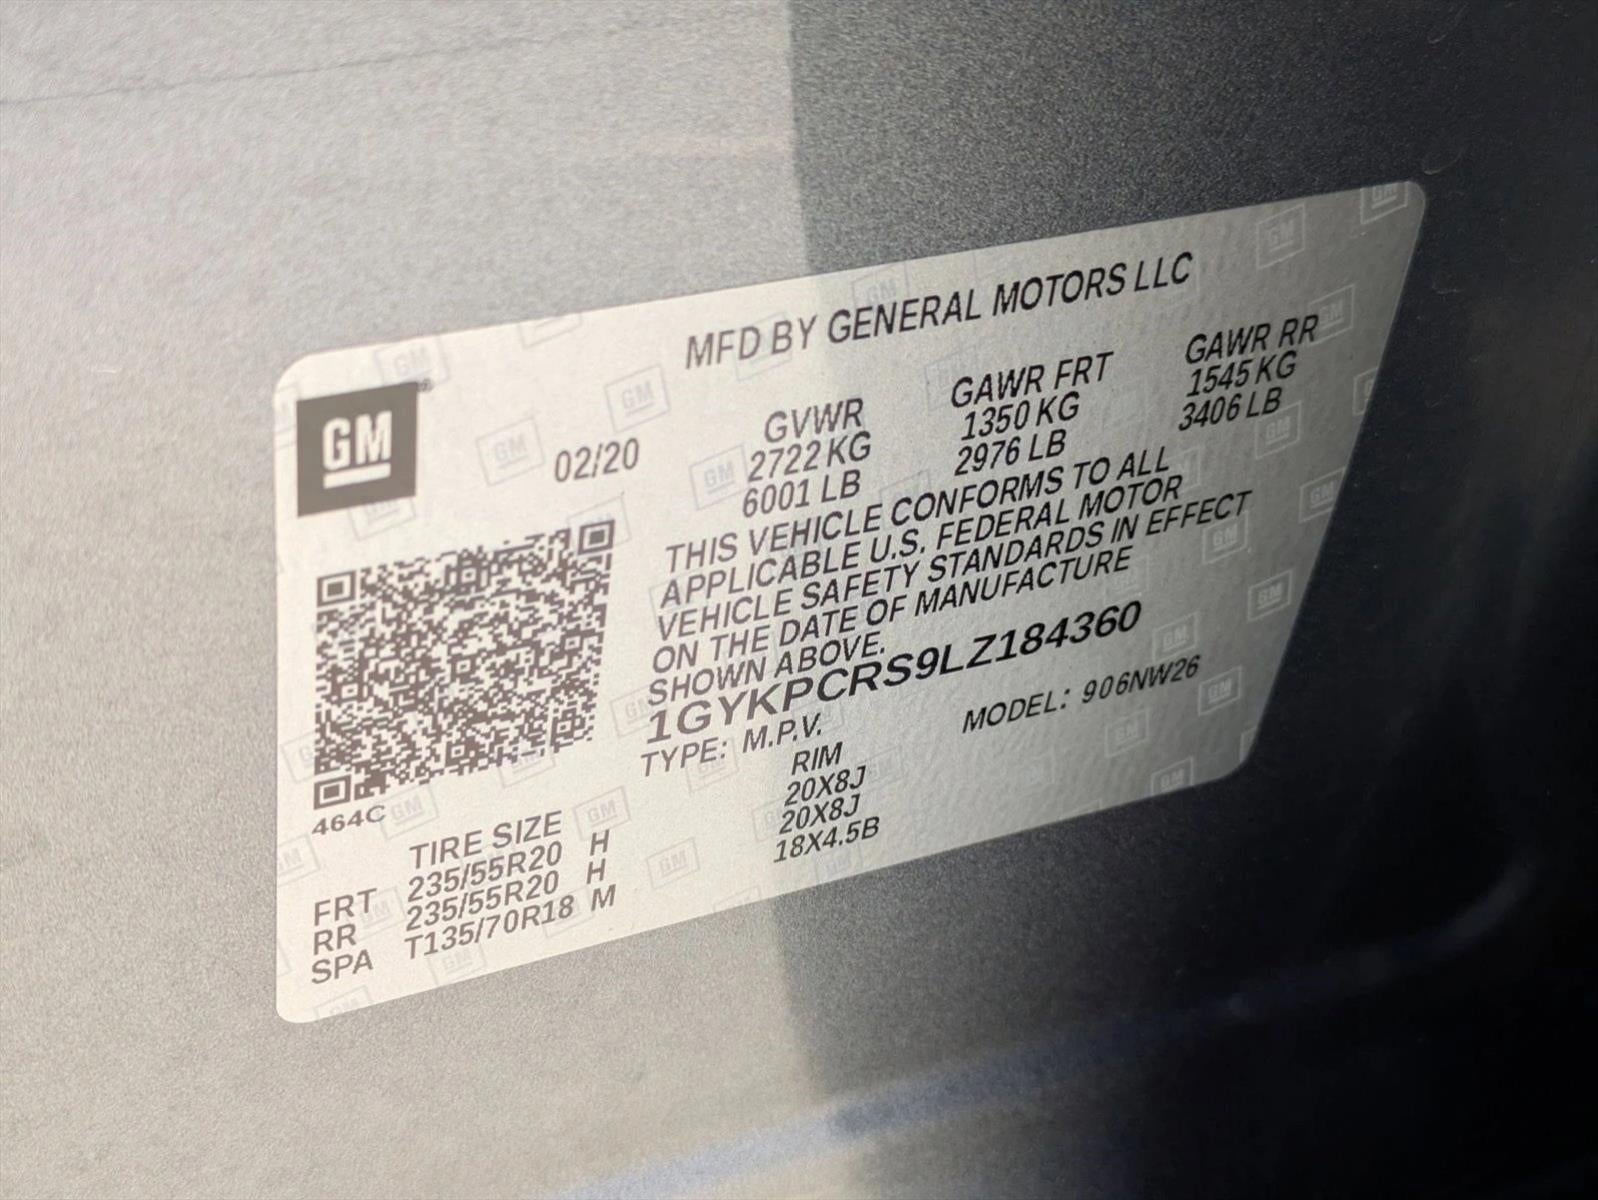 MFD BY GENERAL MOTORS LLC
GM
02/20
GVWR GAWR FRT GAWR RR
2722 KG 1350 KG 1545 KG
6001 LB 2976 LB 3406 LB
THIS VEHICLE CONFORMS TO ALL
APPLICABLE U.S. FEDERAL MOTOR
VEHICLE SAFETY STANDARDS IN EFFECT
ON THE DATE OF MANUFACTURE
SHOWN ABOVE.
1GYKPCRS9LZ184360
TYPE: M.P.V. MODEL: 906NW26
464C
TIRE SIZE RIM
FRT 235/55R20 H 20X8J
RR 235/55R20 H 20X8J
SPA T135/70R18 M 18X4.5B